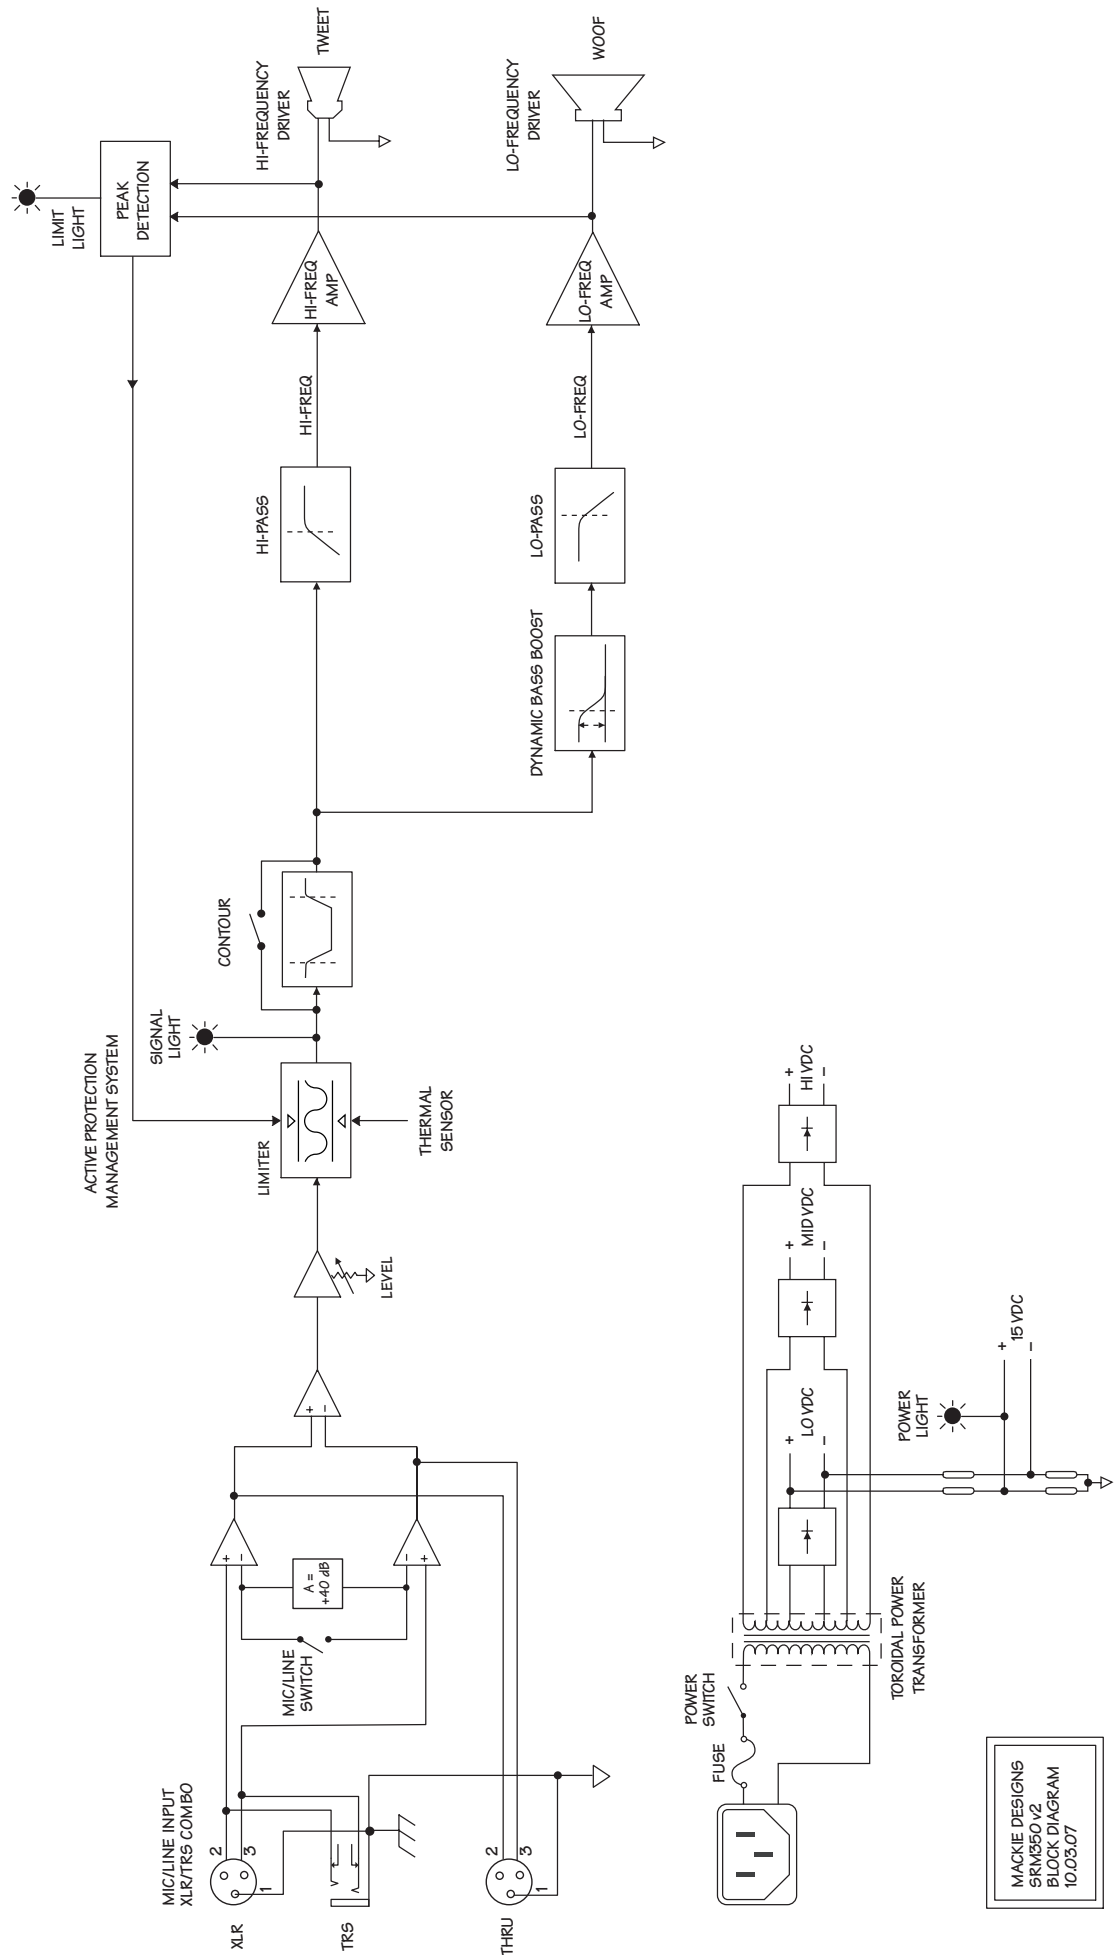 MIC/LINE INPUT
XLR/TRS COMBO
XLR
2
3
1
TRS
THRU
2
3
1
MIC/LINE
SWITCH
A =
+40 dB
+
−
−
+
+
−
LEVEL
ACTIVE PROTECTION
MANAGEMENT SYSTEM
LIMITER
THERMAL
SENSOR
SIGNAL
LIGHT
CONTOUR
HI-PASS
HI-FREQ
HI-FREQ
AMP
LIMIT
LIGHT
PEAK
DETECTION
HI-FREQUENCY
DRIVER
TWEET
DYNAMIC BASS BOOST
LO-PASS
LO-FREQ
LO-FREQ
AMP
LO-FREQUENCY
DRIVER
WOOF
FUSE
POWER
SWITCH
TOROIDAL POWER
TRANSFORMER
+
LO VDC
−
+
MID VDC
−
+
HI VDC
−
POWER
LIGHT
+
15 VDC
−
MACKIE DESIGNS
SRM350 v2
BLOCK DIAGRAM
10.03.07